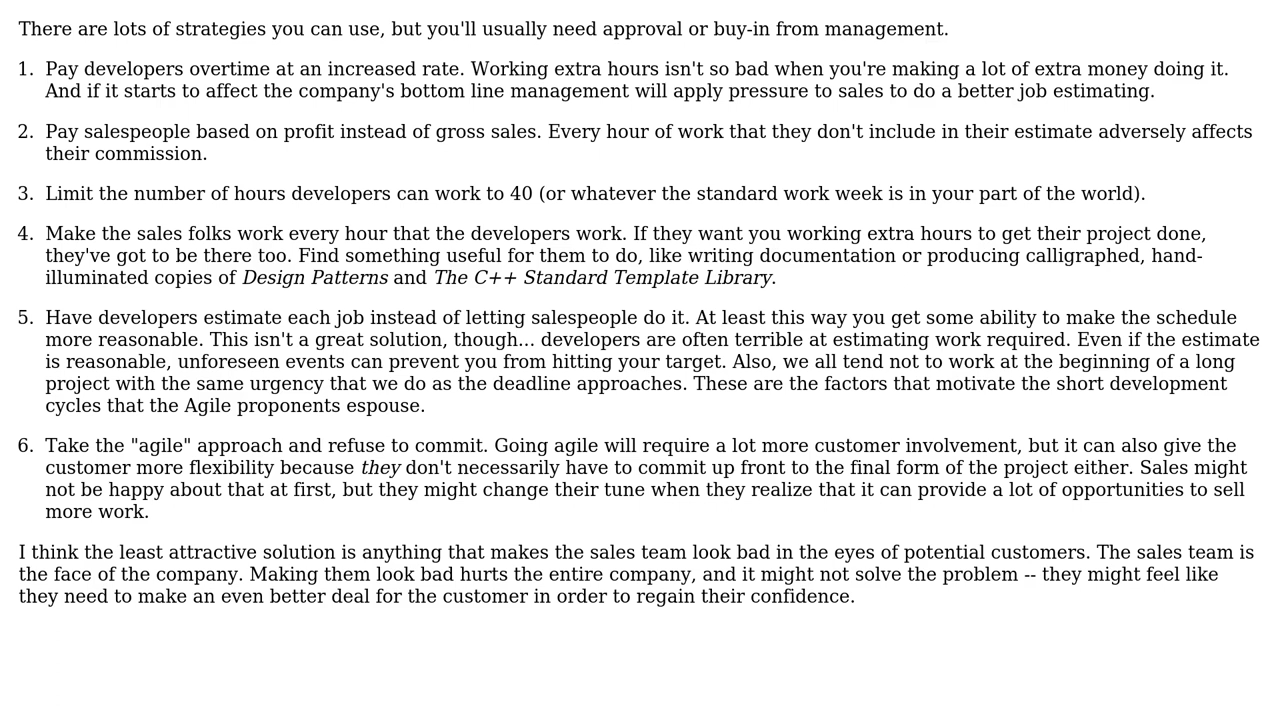 There are lots of strategies you can use, but you'll usually need approval or buy-in from management.
1. Pay developers overtime at an increased rate. Working extra hours isn't so bad when you're making a lot of extra money doing it.
And if it starts to affect the company's bottom line management will apply pressure to sales to do a better job estimating.
2. Pay salespeople based on profit instead of gross sales. Every hour of work that they don't include in their estimate adversely affects
their commission.
3. Limit the number of hours developers can work to 40 (or whatever the standard work week is in your part of the world).
4. Make the sales folks work every hour that the developers work. If they want you working extra hours to get their project done,
they've got to be there too. Find something useful for them to do, like writing documentation or producing calligraphed, hand-
illuminated copies of Design Patterns and The C++ Standard Template Library.
5. Have developers estimate each job instead of letting salespeople do it. At least this way you get some ability to make the schedule
more reasonable. This isn't a great solution, though... developers are often terrible at estimating work required. Even if the estimate
is reasonable, unforeseen events can prevent you from hitting your target. Also, we all tend not to work at the beginning of a long
project with the same urgency that we do as the deadline approaches. These are the factors that motivate the short development
cycles that the Agile proponents espouse.
6. Take the "agile" approach and refuse to commit. Going agile will require a lot more customer involvement, but it can also give the
customer more flexibility because they don't necessarily have to commit up front to the final form of the project either. Sales might
not be happy about that at first, but they might change their tune when they realize that it can provide a lot of opportunities to sell
more work.
I think the least attractive solution is anything that makes the sales team look bad in the eyes of potential customers. The sales team is
the face of the company. Making them look bad hurts the entire company, and it might not solve the problem -- they might feel like
they need to make an even better deal for the customer in order to regain their confidence.